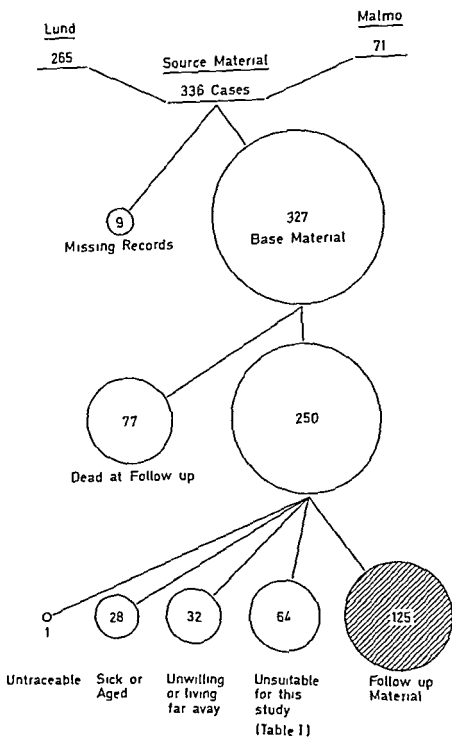 Lund
265
Malmo
71
Source Material
336 Cases
9
Missing Records
327
Base Material
77
Dead at Follow up
250
1
Untraceable
28
Sick or
Aged
32
Unwilling
or living
far avay
64
Unsuitable
for this
study
(Table I)
125
Follow up
Material